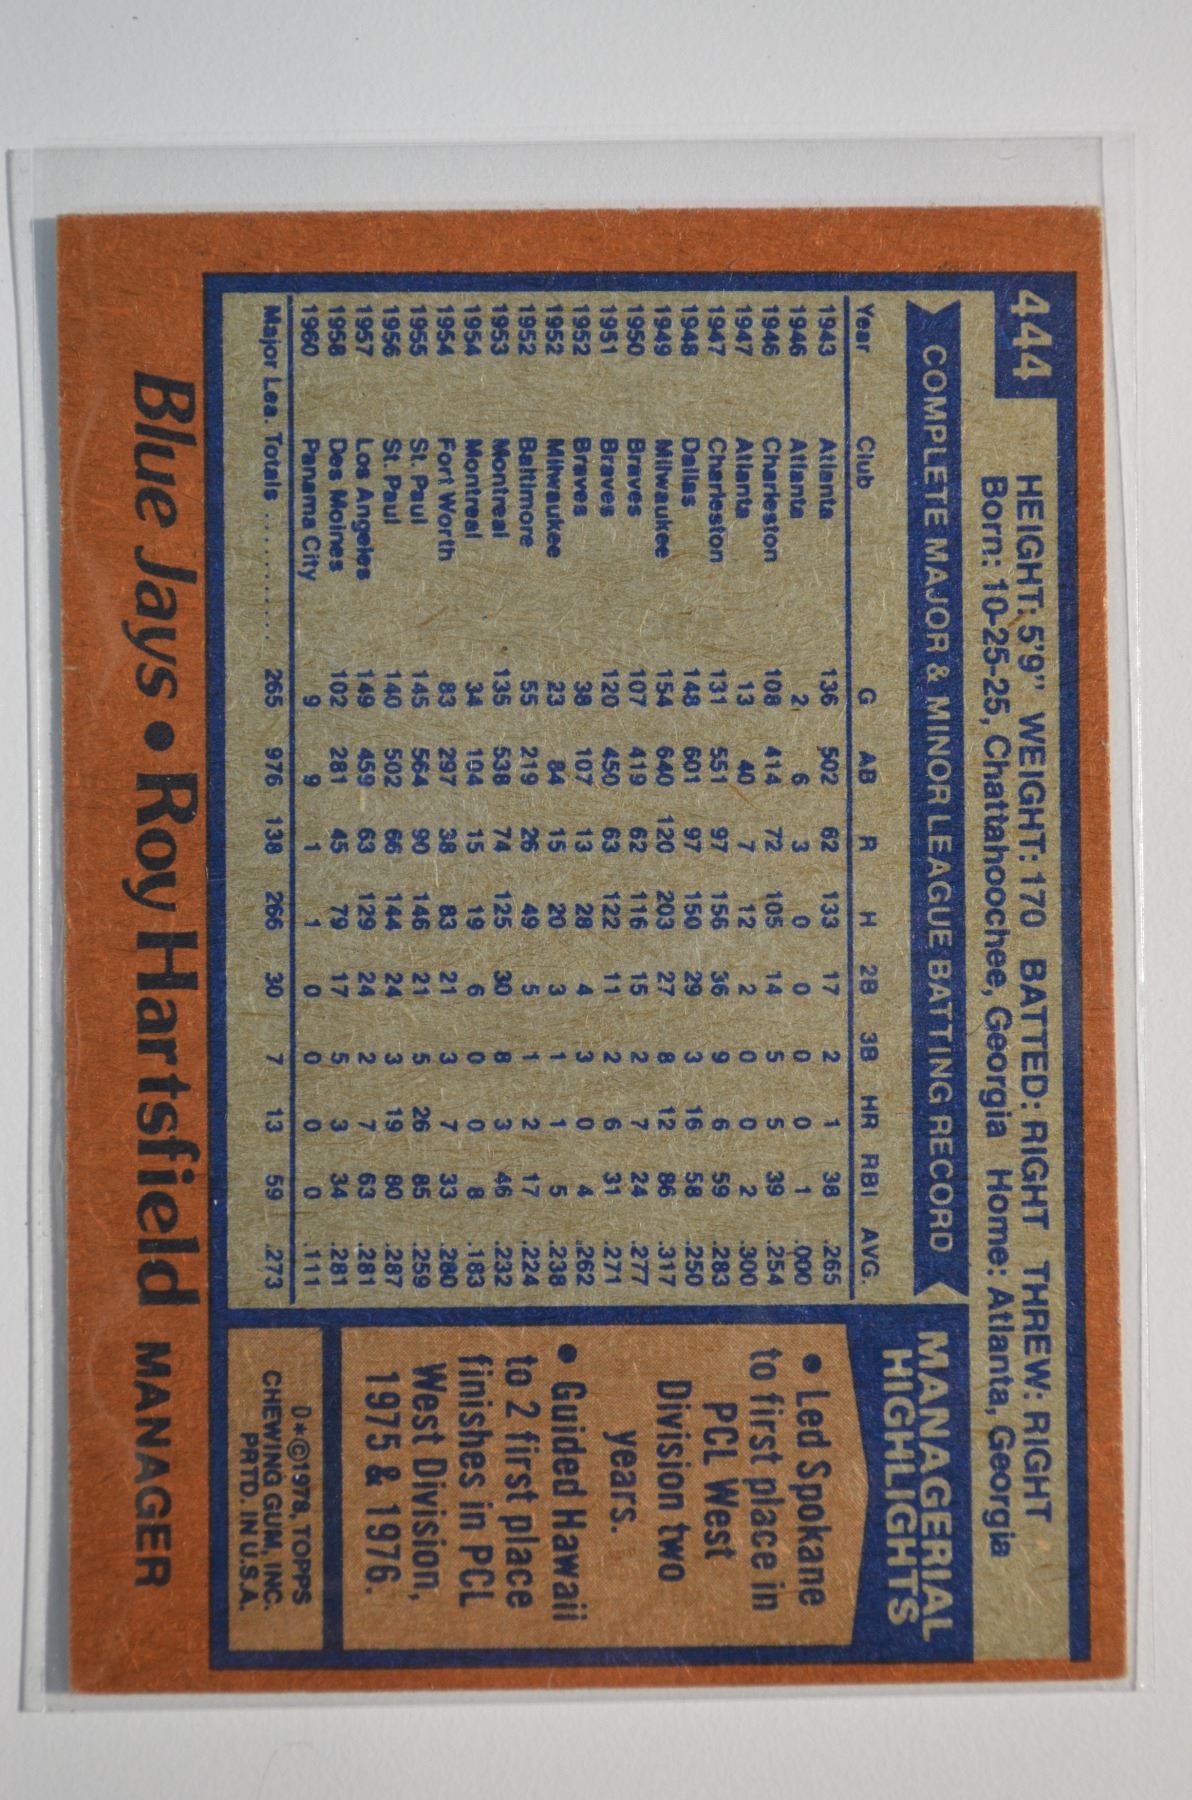 444
HEIGHT: 5'9" WEIGHT: 170 BATTED: RIGHT THREW: RIGHT
Born: 10-25-25, Chattahoochee, Georgia Home: Atlanta, Georgia
COMPLETE MAJOR & MINOR LEAGUE BATTING RECORD
Year Club G AB R H 2B 3B HR RBI AVG.
1943 Atlanta 136 502 62 133 17 2 1 38 .265
1946 Atlanta 2 6 3 0 0 0 0 1 .000
1946 Charleston 108 414 72 105 14 5 5 39 .254
1947 Atlanta 13 40 7 12 2 0 0 2 .300
1947 Charleston 131 551 97 156 36 9 6 59 .283
1948 Dallas 148 601 97 150 29 3 16 58 .250
1949 Milwaukee 154 640 120 203 27 8 12 86 .317
1950 Braves 107 419 62 116 15 2 7 24 .277
1951 Braves 120 450 63 122 11 2 6 31 .271
1952 Braves 38 107 13 28 4 3 0 4 .262
1952 Milwaukee 23 84 15 20 3 1 1 5 .238
1952 Baltimore 55 219 26 49 5 1 2 17 .224
1953 Montreal 135 538 74 125 30 8 3 46 .232
1954 Montreal 34 104 15 19 6 0 0 8 .183
1954 Fort Worth 83 297 38 83 21 3 7 33 .280
1955 St. Paul 145 564 90 146 21 5 26 85 .259
1956 St. Paul 140 502 66 144 24 3 19 80 .287
1957 Los Angeles 149 459 63 129 24 2 7 63 .281
1958 Des Moines 102 281 45 79 17 5 3 34 .281
1960 Panama City 9 9 1 1 0 0 0 0 .111
Major Lea. Totals ........... 265 976 138 266 30 7 13 59 .273
MANAGERIAL
HIGHLIGHTS
• Led Spokane
to first place in
PCL West
Division two
years.
• Guided Hawaii
to 2 first place
finishes in PCL
West Division,
1975 & 1976.
D*©1978, TOPPS
CHEWING GUM, INC.
PRTD. IN U.S.A.
Blue Jays • Roy Hartsfield MANAGER